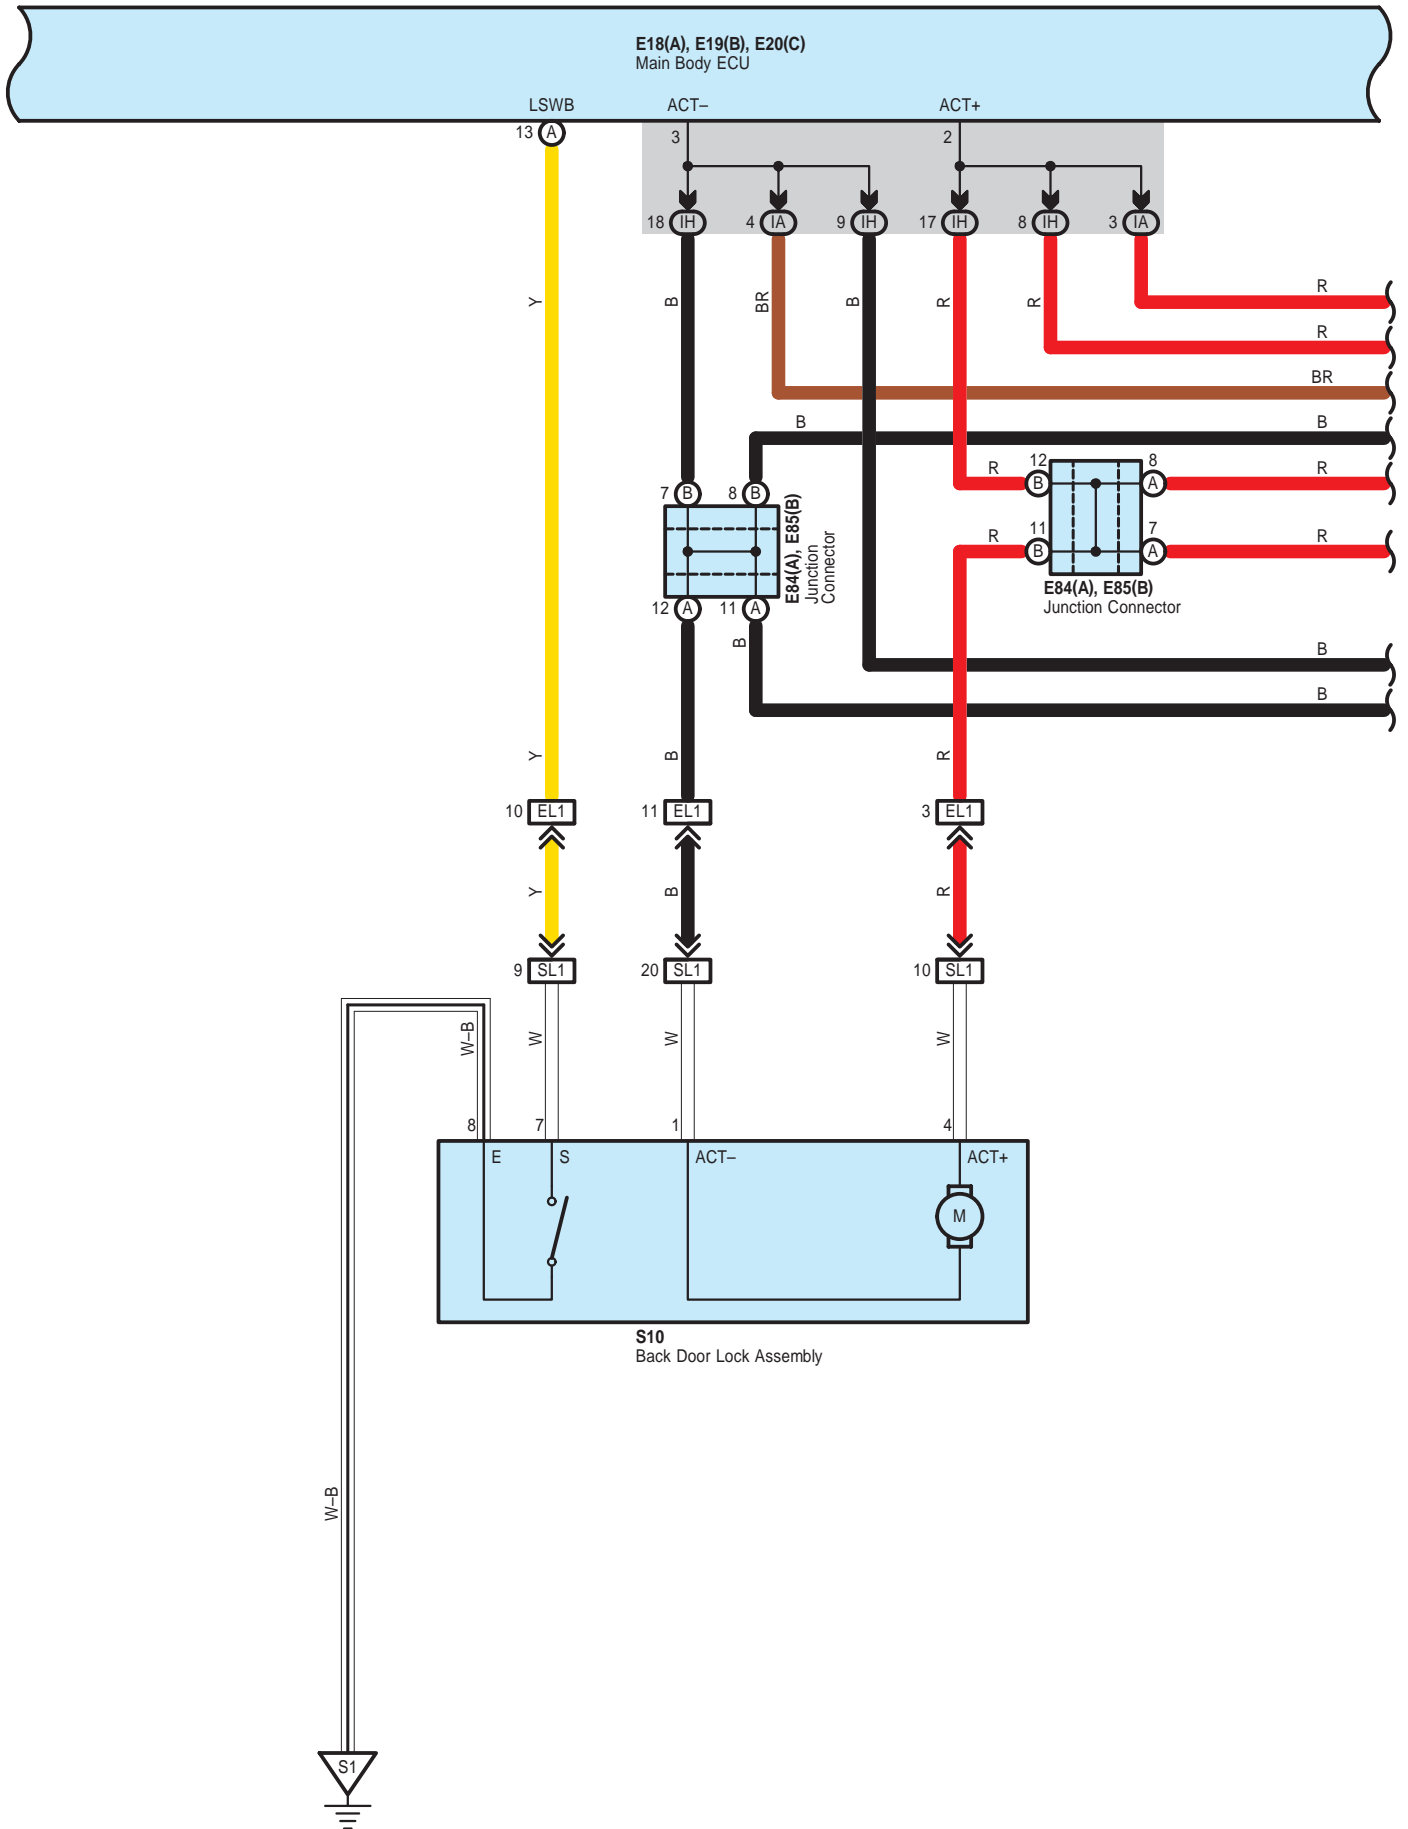 E18(A), E19(B), E20(C)
Main Body ECU
LSWB ACT– ACT+
13 A 3 2
18 IH 4 IA 9 IH 17 IH 8 IH 3 IA
Y B BR B R R R
R
BR
B B
12 B R 8 A R
7 B 8 B
E84(A), E85(B)
Junction
Connector
11 B R 7 A R
E84(A), E85(B)
Junction Connector
12 A 11 A
B B
B
Y B R
10 EL1 11 EL1 3 EL1
Y B R
9 SL1 20 SL1 10 SL1
W–B W W W
8 7 1 4
E S ACT– ACT+
M
S10
Back Door Lock Assembly
W–B
S1